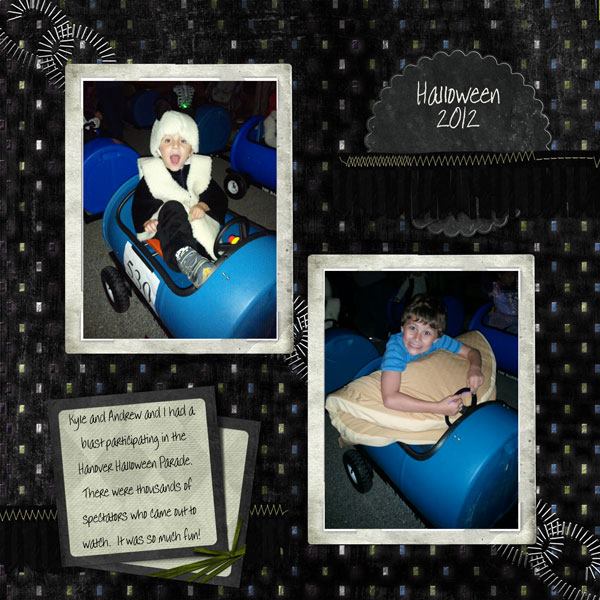 Halloween
2012
530
Kyle and Andrew and I had a
blast participating in the
Hanover Halloween Parade.
There were thousands of
spectators who came out to
watch. It was so much fun!